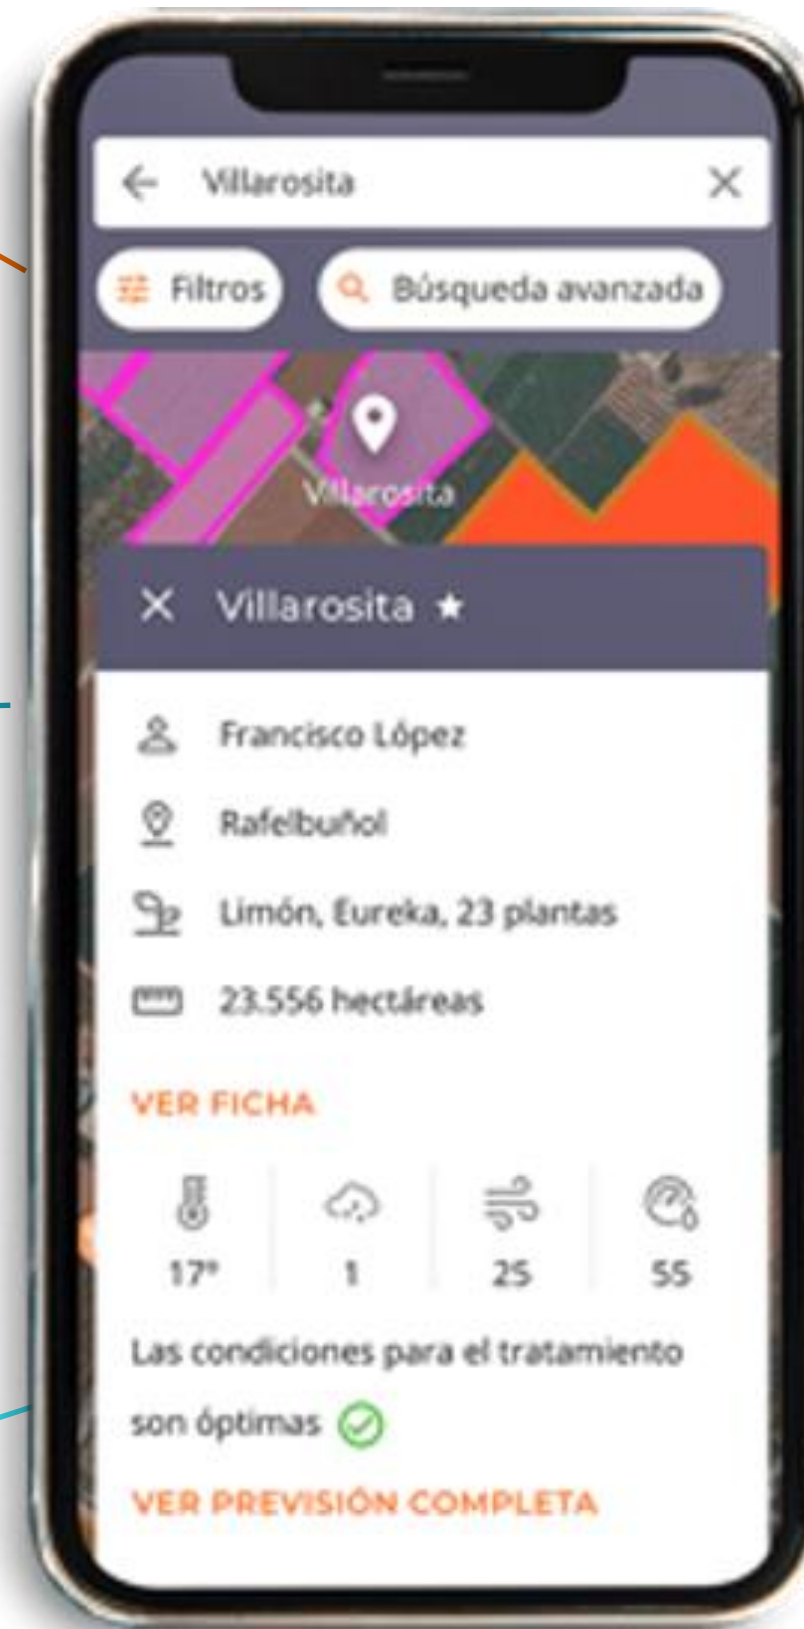 Villarosita
Filtros
Búsqueda avanzada
Villarosita
Villarosita
Francisco López
Rafelbuñol
Limón, Eureka, 23 plantas
23.556 hectáreas
VER FICHA
17° 1 25 55
Las condiciones para el tratamiento
son óptimas
VER PREVISIÓN COMPLETA